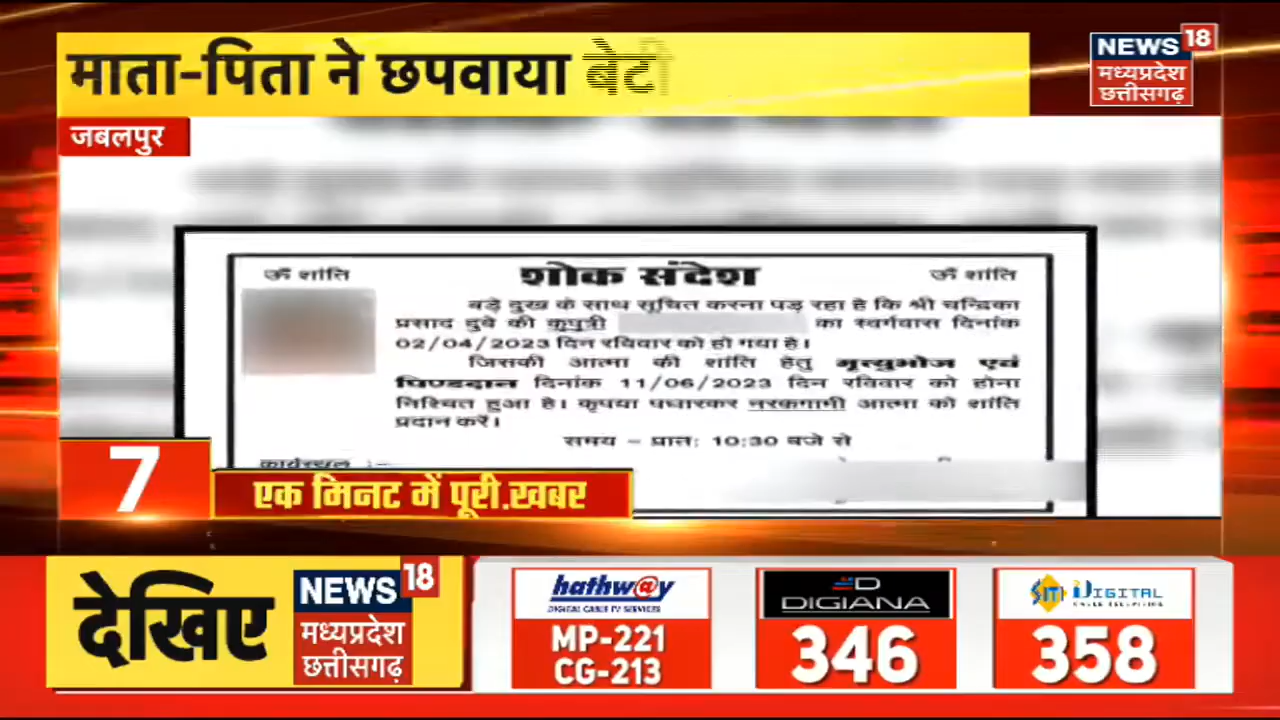 माता-पिता ने छपवाया बेटी
NEWS 18
मध्यप्रदेश
छत्तीसगढ़
जबलपुर
ॐ शांति शोक संदेश ॐ शांति
बड़े दुख के साथ सूचित करना पड़ रहा है कि श्री चन्द्रिका
प्रसाद दुबे की कुपुत्री का स्वर्गवास दिनांक
02/04/2023 दिन रविवार को हो गया है।
जिसकी आत्मा की शांति हेतु मृत्युभोज एवं
पिण्डदान दिनांक 11/06/2023 दिन रविवार को होना
निश्चित हुआ है। कृपया पधारकर नरकगामी आत्मा को शांति
प्रदान करें।
समय – प्रात: 10:30 बजे से
कार्यस्थल :-
7
एक मिनट में पूरी.खबर
देखिए
NEWS 18
मध्यप्रदेश
छत्तीसगढ़
hathw@y
DIGITAL CABLE TV SERVICES
MP-221
CG-213
DIGIANA
346
SITI DIGITAL
358